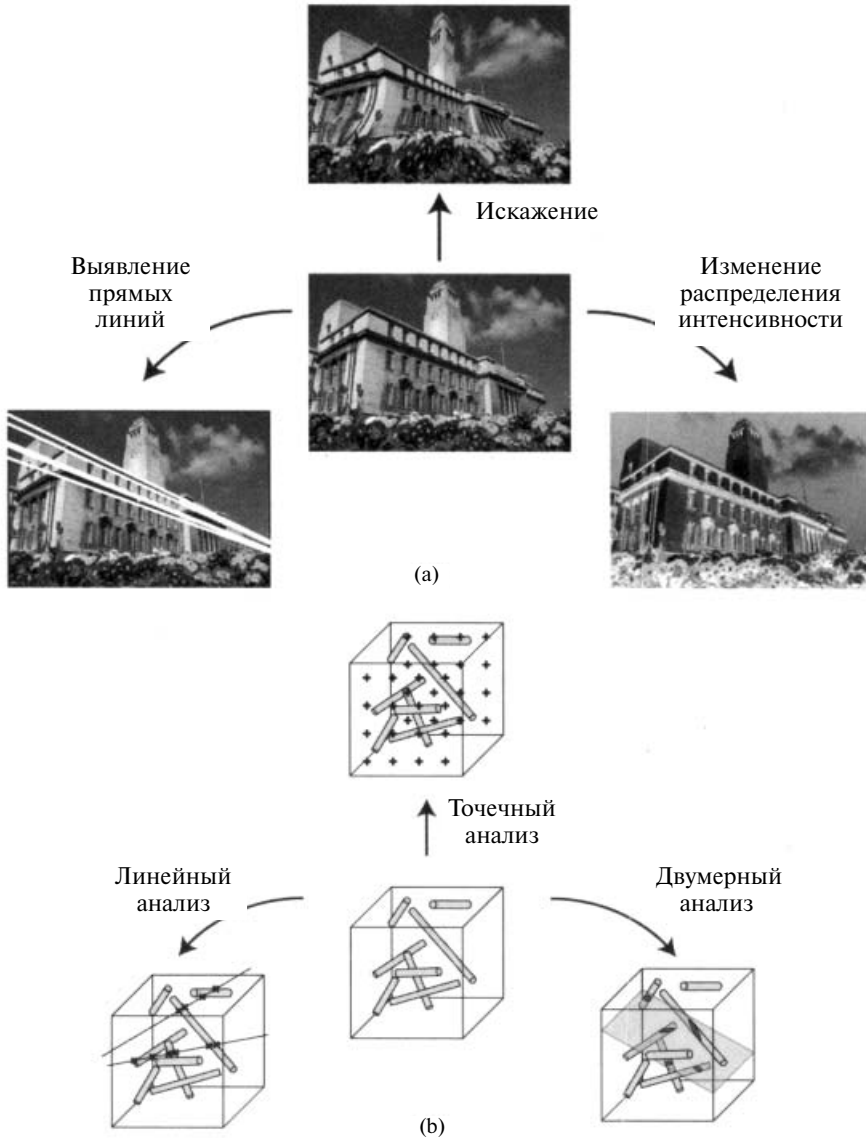 Искажение
Выявление
прямых
линий
Изменение
распределения
интенсивности
(a)
Точечный
анализ
Линейный
анализ
Двумерный
анализ
(b)